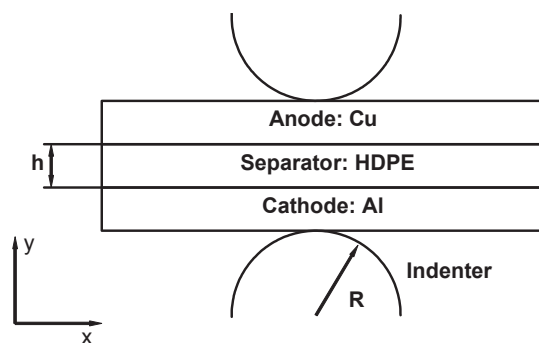 Anode: Cu
h
Separator: HDPE
Cathode: Al
y
Indenter
R
x